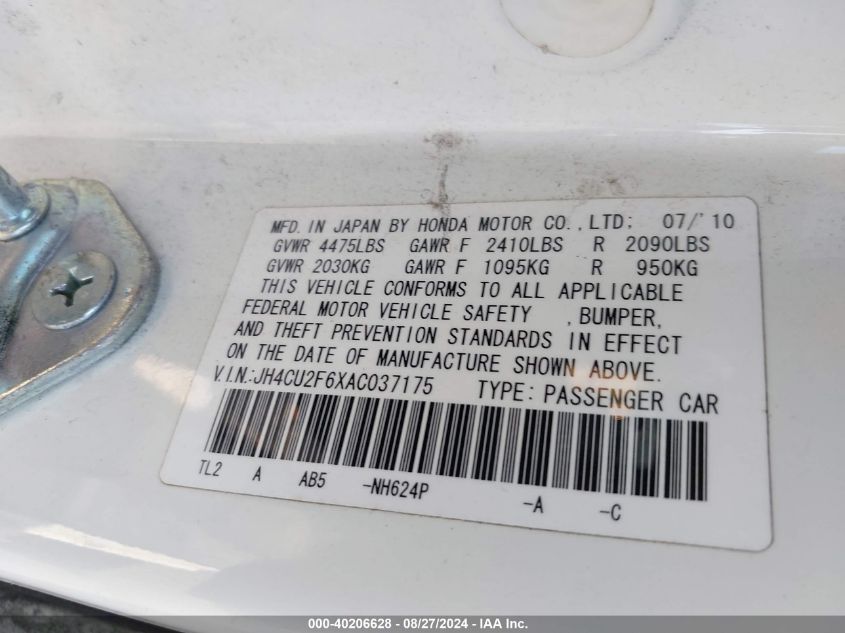 MFD. IN JAPAN BY HONDA MOTOR CO.,LTD: 07/'10
GVWR 4475LBS GAWR F 2410LBS R 2090LBS
GVWR 2030KG GAWR F 1095KG R 950KG
THIS VEHICLE CONFORMS TO ALL APPLICABLE
FEDERAL MOTOR VEHICLE SAFETY , BUMPER,
AND THEFT PREVENTION STANDARDS IN EFFECT
ON THE DATE OF MANUFACTURE SHOWN ABOVE.
V.I.N.:JH4CU2F6XAC037175 TYPE: PASSENGER CAR
TL2 A AB5 -NH624P -A -C
000-40206628 - 08/27/2024 - IAA Inc.